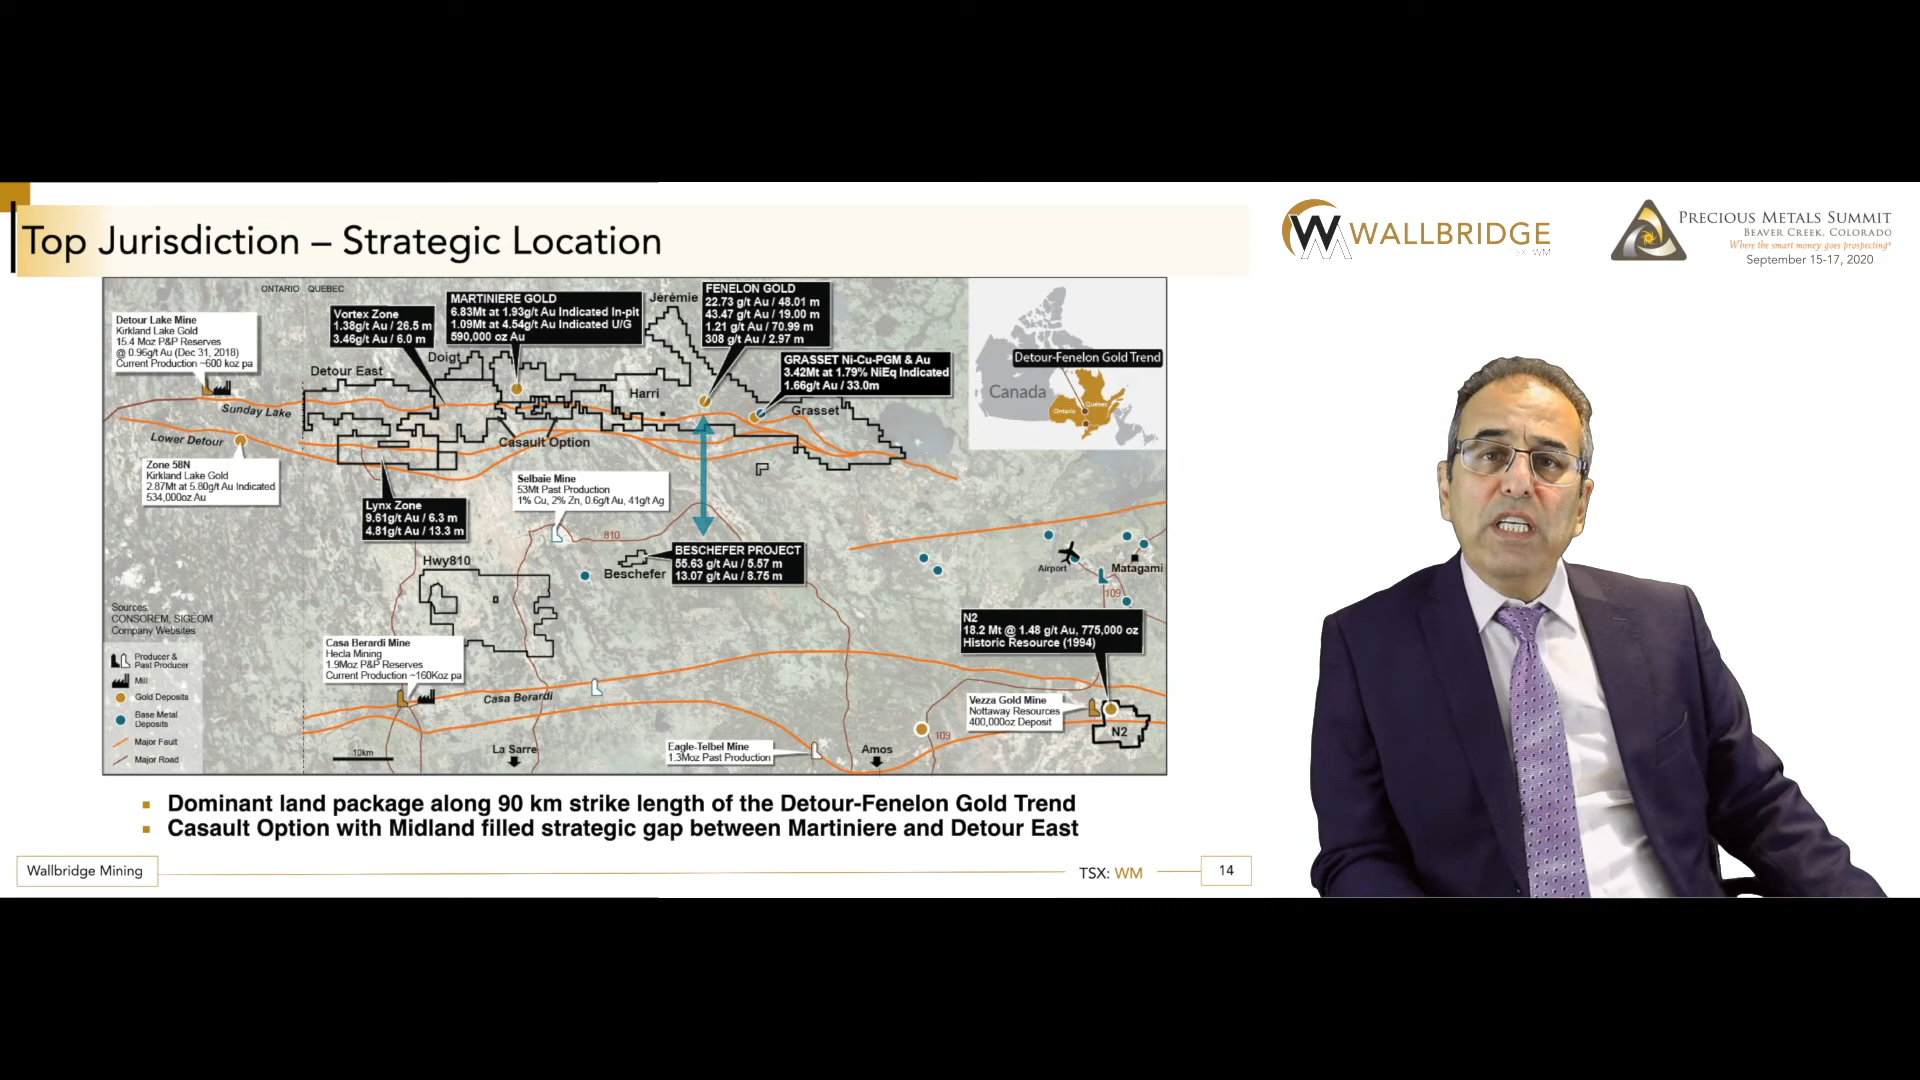 Top Jurisdiction – Strategic Location
WALLBRIDGE
TSX: WM
PRECIOUS METALS SUMMIT
BEAVER CREEK, COLORADO
Where the smart money goes prospecting®
September 15-17, 2020
ONTARIO QUEBEC
Detour Lake Mine
Kirkland Lake Gold
15.4 Moz P&P Reserves
@ 0.96g/t Au (Dec 31, 2018)
Current Production ~600 koz pa
Vortex Zone
1.38g/t Au / 26.5 m
3.46g/t Au / 6.0 m
MARTINIERE GOLD
6.83Mt at 1.93g/t Au Indicated In-pit
1.09Mt at 4.54g/t Au Indicated U/G
590,000 oz Au
Jérémie
FENELON GOLD
22.73 g/t Au / 48.01 m
43.47 g/t Au / 19.00 m
1.21 g/t Au / 70.99 m
308 g/t Au / 2.97 m
GRASSET Ni-Cu-PGM & Au
3.42Mt at 1.79% NiEq Indicated
1.66g/t Au / 33.0m
Detour-Fenelon Gold Trend
Canada
Ontario
Québec
Doigt
Detour East
Harri
Grasset
Sunday Lake
Lower Detour
Casault Option
Zone 58N
Kirkland Lake Gold
2.87Mt at 5.80g/t Au Indicated
534,000oz Au
Selbaie Mine
53Mt Past Production
1% Cu, 2% Zn, 0.6g/t Au, 41g/t Ag
Lynx Zone
9.61g/t Au / 6.3 m
4.81g/t Au / 13.3 m
810
BESCHEFER PROJECT
55.63 g/t Au / 5.57 m
13.07 g/t Au / 8.75 m
Beschefer
Hwy810
Airport
Matagami
109
Sources:
CONSOREM, SIGEOM
Company Websites
N2
18.2 Mt @ 1.48 g/t Au, 775,000 oz
Historic Resource (1994)
Casa Berardi Mine
Hecla Mining
1.9Moz P&P Reserves
Current Production ~160Koz pa
Producer &
Past Producer
Mill
Gold Deposits
Base Metal
Deposits
Major Fault
Major Road
Casa Berardi
Vezza Gold Mine
Nottaway Resources
400,000oz Deposit
N2
109
10km
La Sarre
Eagle-Telbel Mine
1.3Moz Past Production
Amos
Dominant land package along 90 km strike length of the Detour-Fenelon Gold Trend
Casault Option with Midland filled strategic gap between Martiniere and Detour East
Wallbridge Mining
TSX: WM
14